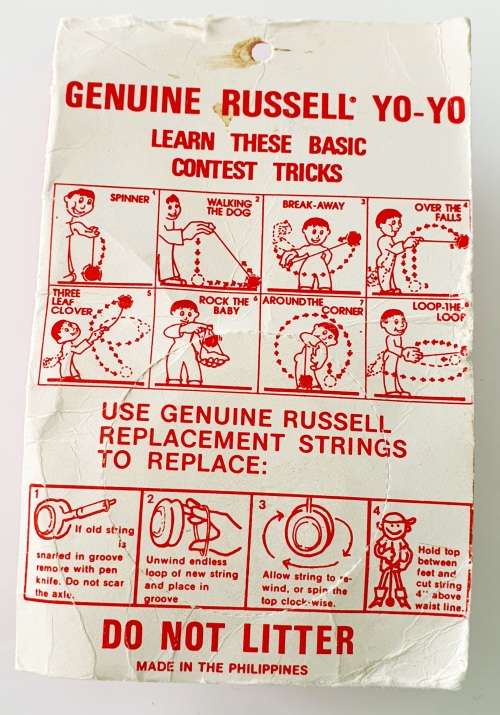 GENUINE RUSSELL® YO-YO
LEARN THESE BASIC
CONTEST TRICKS
SPINNER 1
WALKING 2
THE DOG
BREAK-AWAY 3
OVER THE 4
FALLS
THREE 5
LEAF
CLOVER
ROCK THE 6
BABY
AROUND THE 7
CORNER
LOOP-THE 8
LOOP
USE GENUINE RUSSELL
REPLACEMENT STRINGS
TO REPLACE:
1
If old string
is
snarled in groove
remove with pen
knife. Do not scar
the axle.
2
Unwind endless
loop of new string
and place in
groove
3
Allow string to re-
wind, or spin the
top clock-wise.
4
Hold top
between
feet and
cut string
4" above
waist line.
DO NOT LITTER
MADE IN THE PHILIPPINES